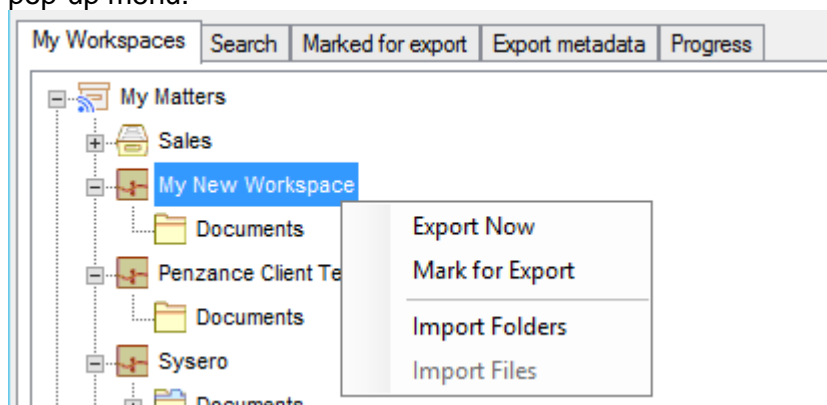 pop-up menu.
My Workspaces Search Marked for export Export metadata Progress
My Matters
Sales
My New Workspace
Documents
Export Now
Penzance Client Te
Mark for Export
Documents
Import Folders
Sysero
Import Files
Documents